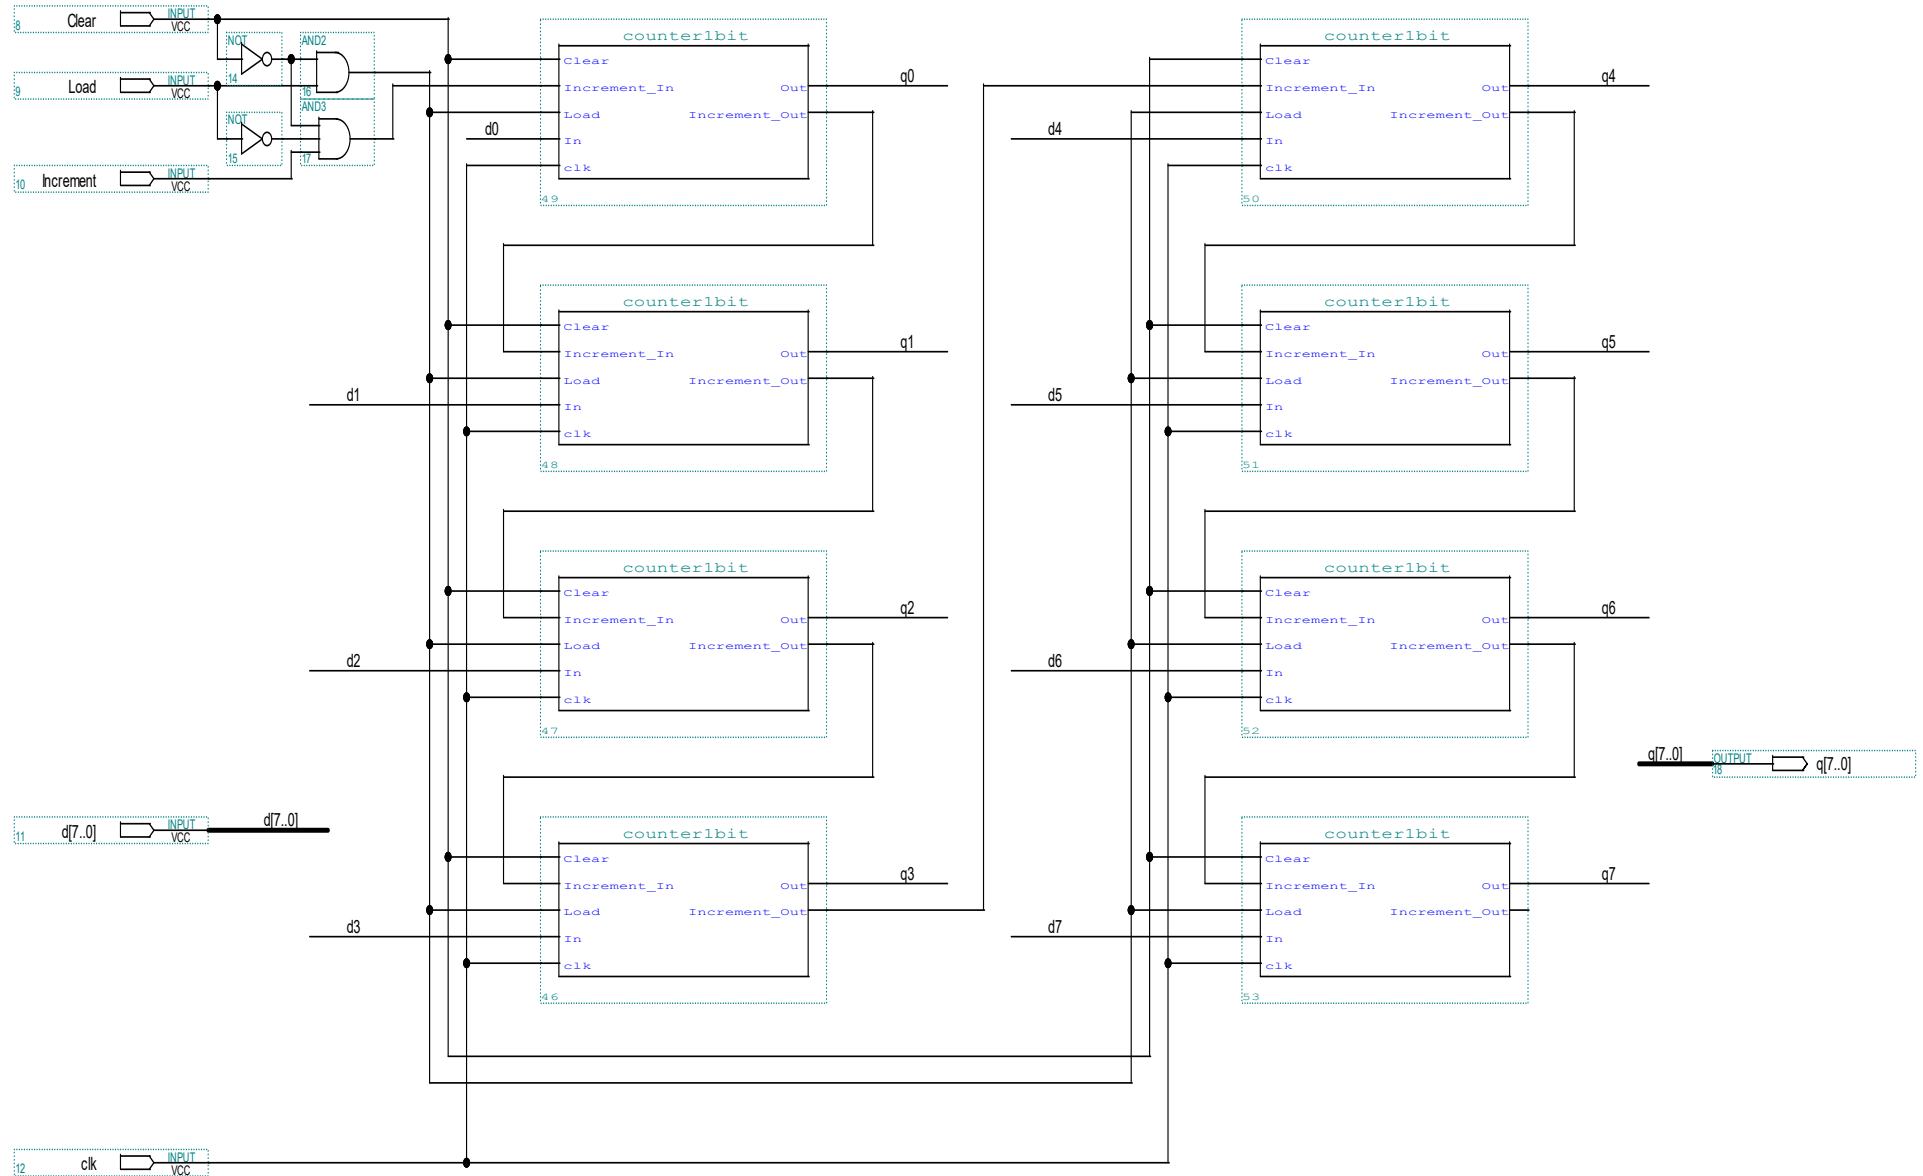 Clear
INPUT
VCC
8
NOT
14
AND2
16
Load
INPUT
VCC
9
NOT
15
AND3
17
Increment
INPUT
VCC
10
counter1bit
Clear
Increment_In
Out
q0
Load
Increment_Out
d0
In
clk
49
counter1bit
Clear
Increment_In
Out
q1
Load
Increment_Out
d1
In
clk
48
counter1bit
Clear
Increment_In
Out
q2
Load
Increment_Out
d2
In
clk
47
counter1bit
Clear
Increment_In
Out
q3
Load
Increment_Out
d3
In
clk
46
d[7..0]
INPUT
VCC
11
d[7..0]
clk
INPUT
VCC
12
counter1bit
Clear
Increment_In
Out
q4
Load
Increment_Out
d4
In
clk
50
counter1bit
Clear
Increment_In
Out
q5
Load
Increment_Out
d5
In
clk
51
counter1bit
Clear
Increment_In
Out
q6
Load
Increment_Out
d6
In
clk
52
counter1bit
Clear
Increment_In
Out
q7
Load
Increment_Out
d7
In
clk
53
q[7..0]
OUTPUT
18
q[7..0]